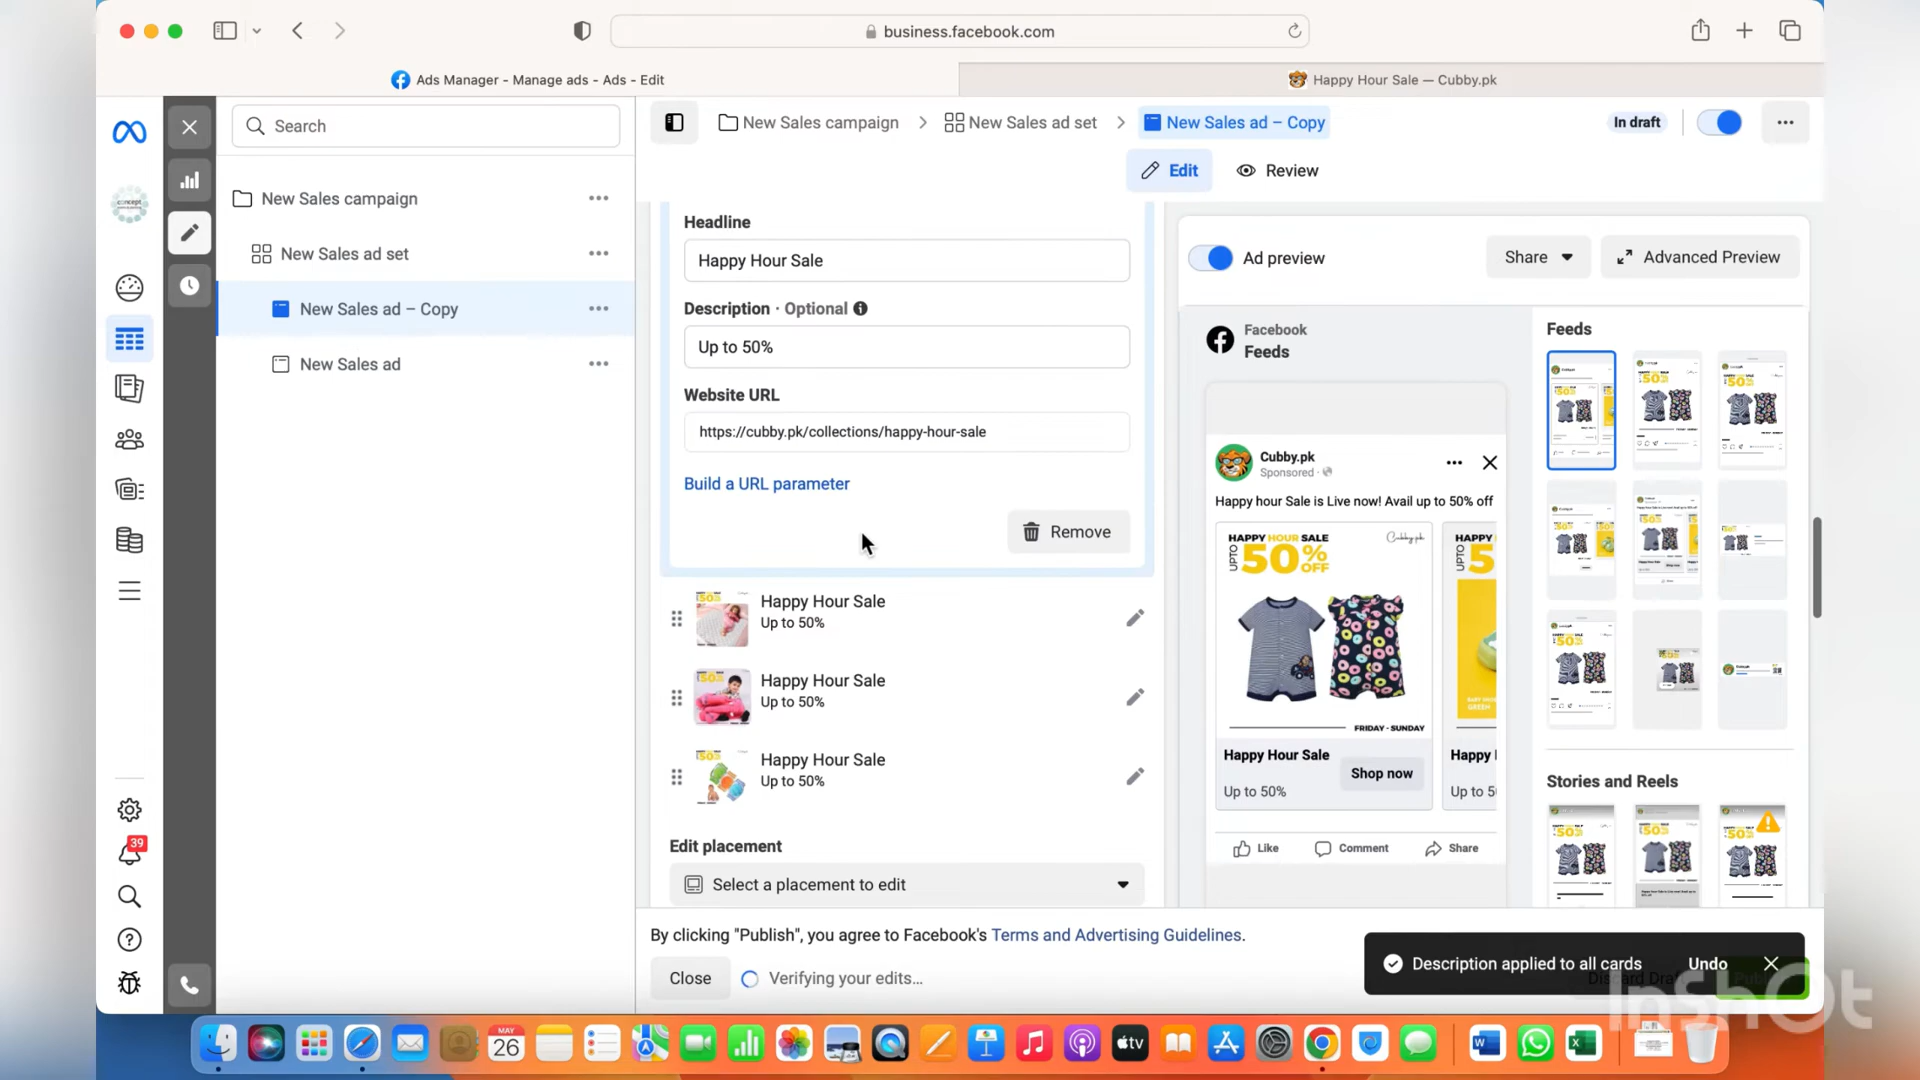 business.facebook.com
Ads Manager - Manage ads - Ads - Edit
Happy Hour Sale — Cubby.pk
Search
New Sales campaign
New Sales ad set
New Sales ad – Copy
In draft
Edit
Review
New Sales campaign
New Sales ad set
New Sales ad – Copy
New Sales ad
Headline
Happy Hour Sale
Description · Optional
Up to 50%
Website URL
https://cubby.pk/collections/happy-hour-sale
Build a URL parameter
Remove
Happy Hour Sale
Up to 50%
Happy Hour Sale
Up to 50%
Happy Hour Sale
Up to 50%
Edit placement
Select a placement to edit
Ad preview
Share
Advanced Preview
Facebook
Feeds
Cubby.pk
Sponsored
Happy hour Sale is Live now! Avail up to 50% off
HAPPY HOUR SALE
Cubby.pk
UPTO 50% OFF
FRIDAY - SUNDAY
Happy Hour Sale
Shop now
Up to 50%
Like
Comment
Share
Feeds
Stories and Reels
By clicking "Publish", you agree to Facebook's Terms and Advertising Guidelines.
Close
Verifying your edits...
Description applied to all cards
Undo
39
concept
MAY
26
tv
InShOt